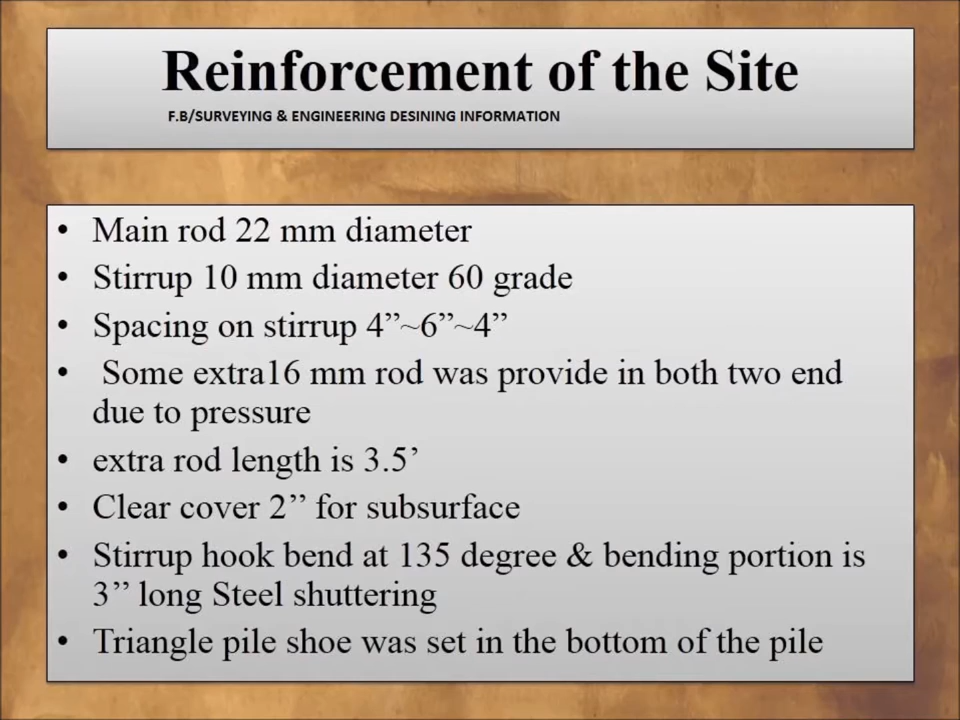 Reinforcement of the Site
F.B/SURVEYING & ENGINEERING DESINING INFORMATION
• Main rod 22 mm diameter
• Stirrup 10 mm diameter 60 grade
• Spacing on stirrup 4”~6”~4”
• Some extra16 mm rod was provide in both two end
due to pressure
• extra rod length is 3.5’
• Clear cover 2’’ for subsurface
• Stirrup hook bend at 135 degree & bending portion is
3’’ long Steel shuttering
• Triangle pile shoe was set in the bottom of the pile